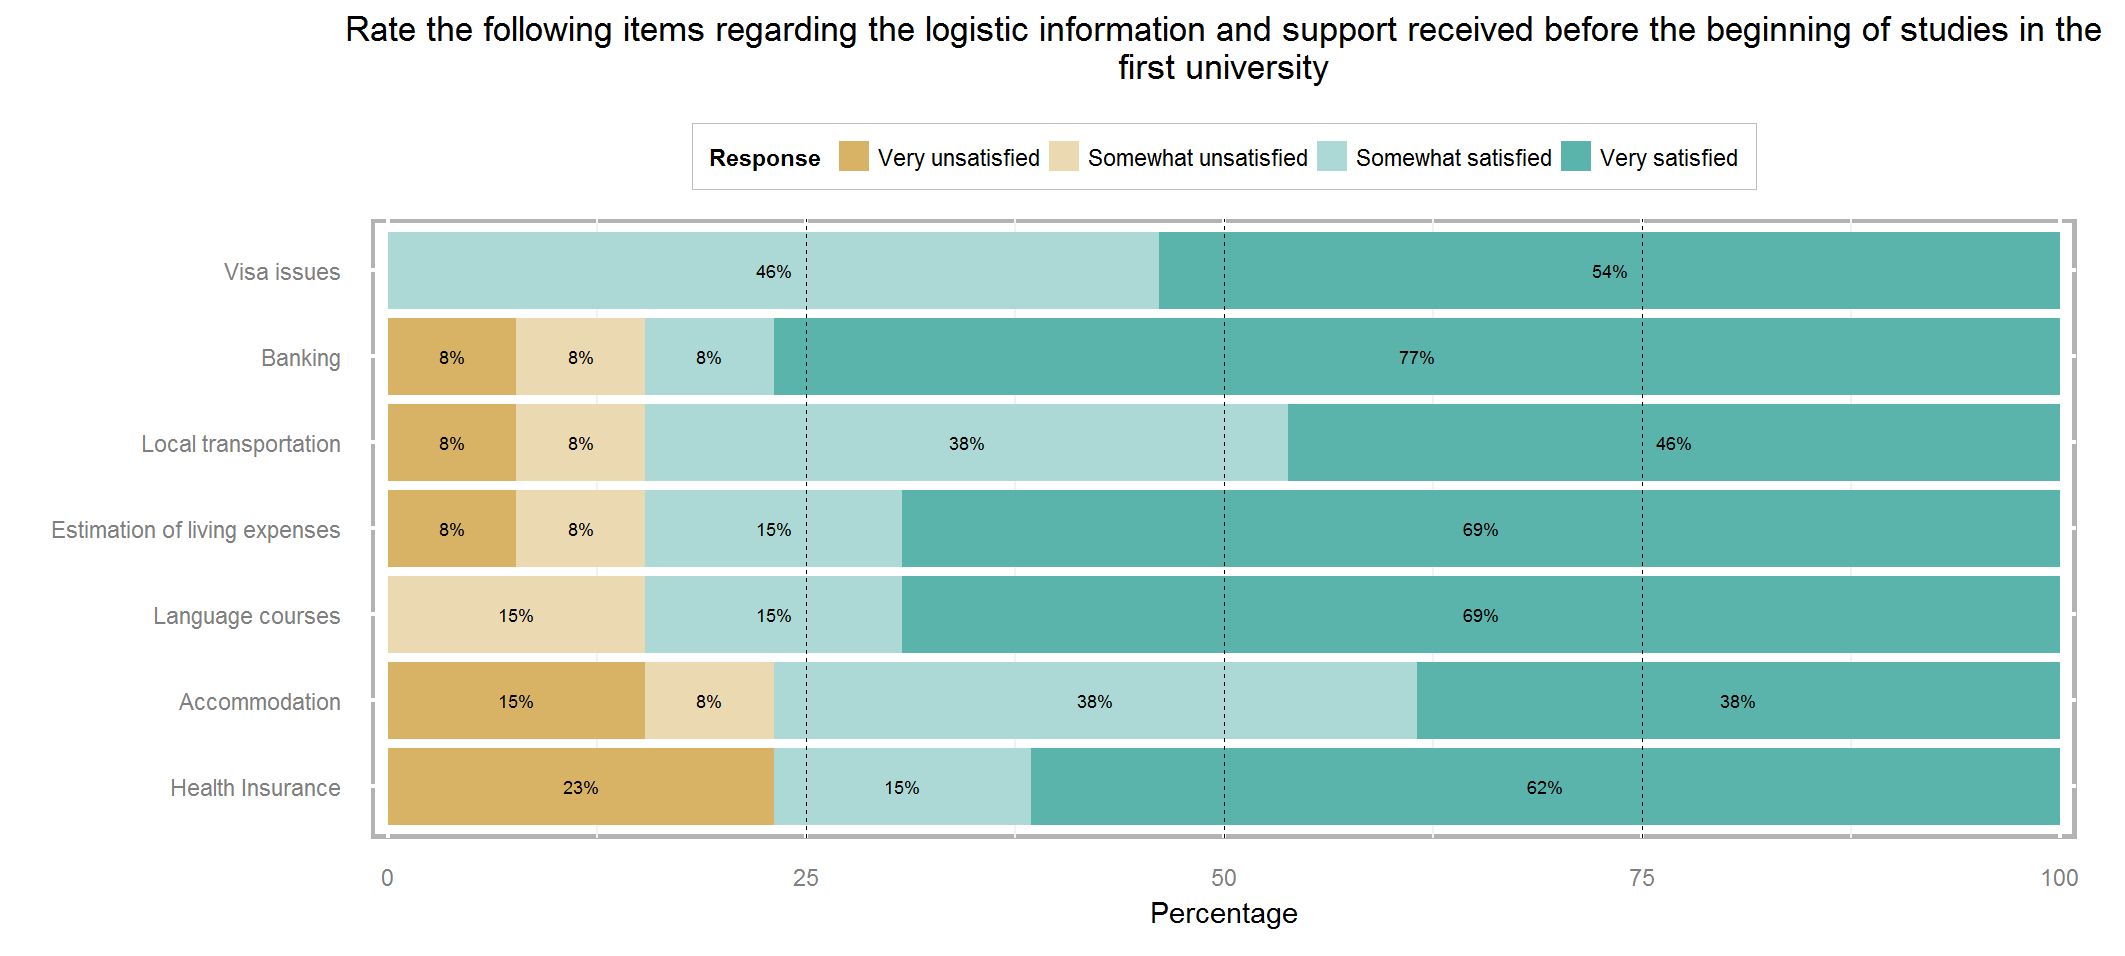 Rate the following items regarding the logistic information and support received before the beginning of studies in the
first university
Response Very unsatisfied Somewhat unsatisfied Somewhat satisfied Very satisfied
Visa issues 46% 54%
Banking 8% 8% 8% 77%
Local transportation 8% 8% 38% 46%
Estimation of living expenses 8% 8% 15% 69%
Language courses 15% 15% 69%
Accommodation 15% 8% 38% 38%
Health Insurance 23% 15% 62%
0 25 50 75 100
Percentage